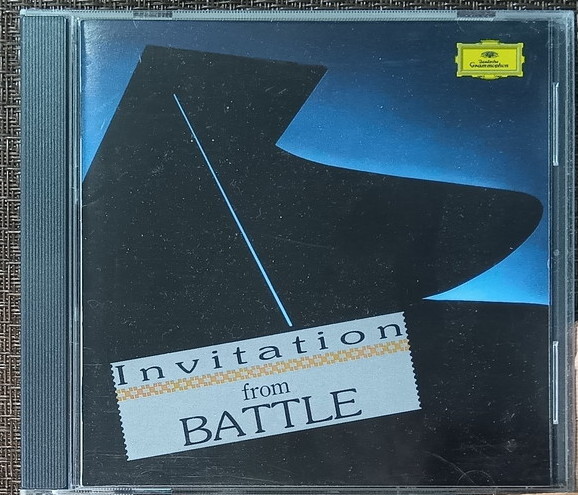 Deutsche
Grammophon
Invitation
from
BATTLE